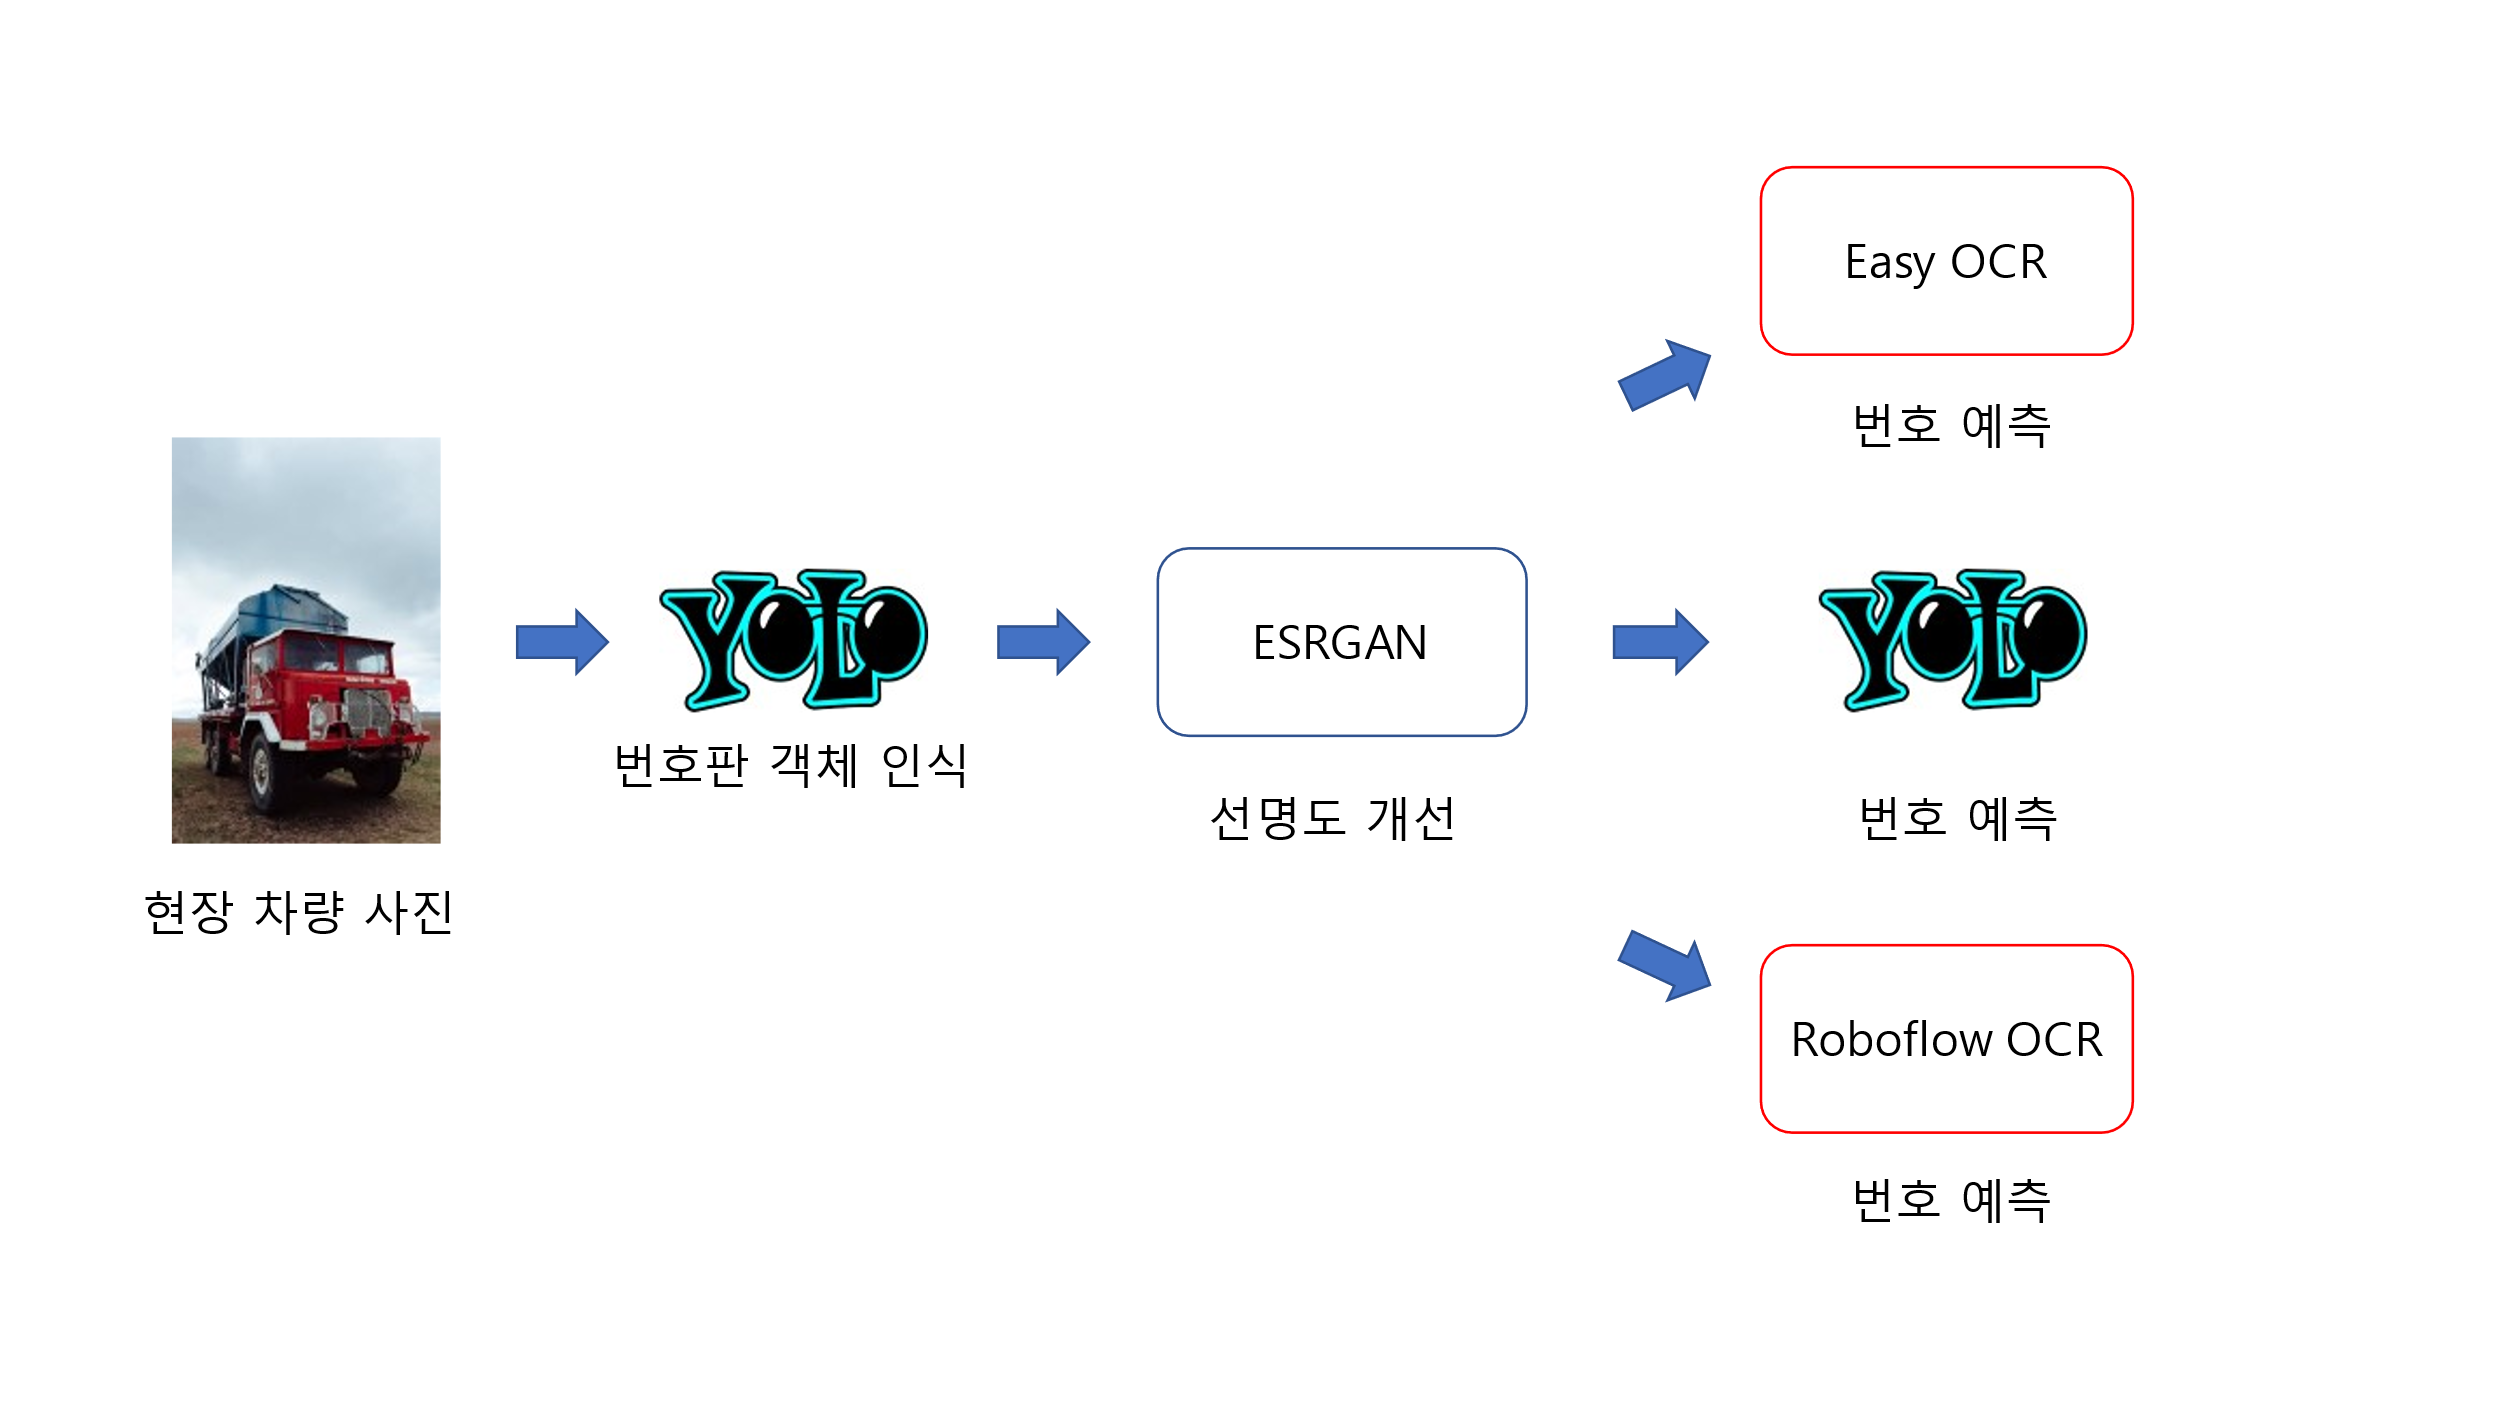 현장 차량 사진
YOLO
번호판 객체 인식
ESRGAN
선명도 개선
Easy OCR
번호 예측
YOLO
번호 예측
Roboflow OCR
번호 예측